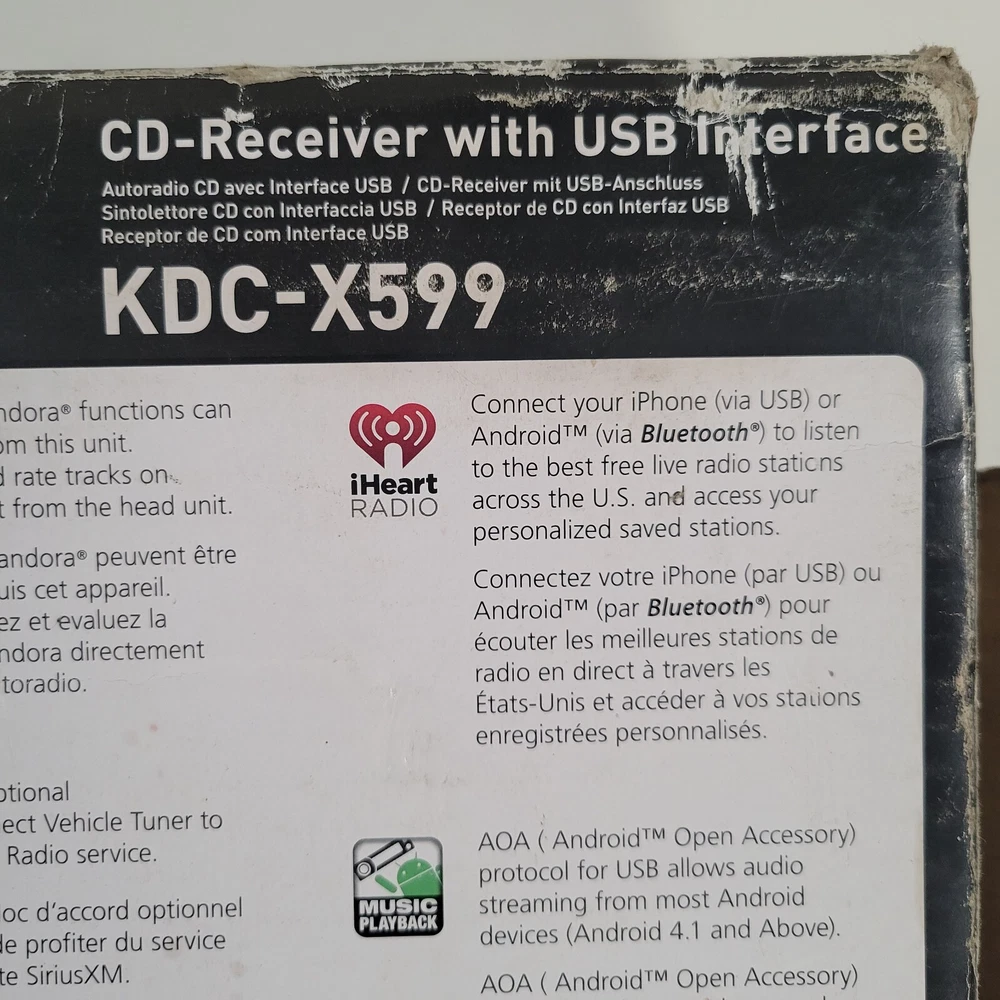 CD-Receiver with USB Interface
Autoradio CD avec Interface USB / CD-Receiver mit USB-Anschluss
Sintolettore CD con Interfaccia USB / Receptor de CD con Interfaz USB
Receptor de CD com Interface USB
KDC-X599
ndora® functions can
om this unit.
d rate tracks on
t from the head unit.
andora® peuvent être
uis cet appareil.
ez et evaluez la
ndora directement
toradio.
ptional
ect Vehicle Tuner to
Radio service.
loc d'accord optionnel
de profiter du service
te SiriusXM.
iHeart
RADIO
Connect your iPhone (via USB) or
Android™ (via Bluetooth®) to listen
to the best free live radio stations
across the U.S. and access your
personalized saved stations.
Connectez votre iPhone (par USB) ou
Android™ (par Bluetooth®) pour
écouter les meilleures stations de
radio en direct à travers les
États-Unis et accéder à vos stations
enregistrées personnalisés.
MUSIC
PLAYBACK
AOA ( Android™ Open Accessory)
protocol for USB allows audio
streaming from most Android
devices (Android 4.1 and Above).
AOA ( Android™ Open Accessory)